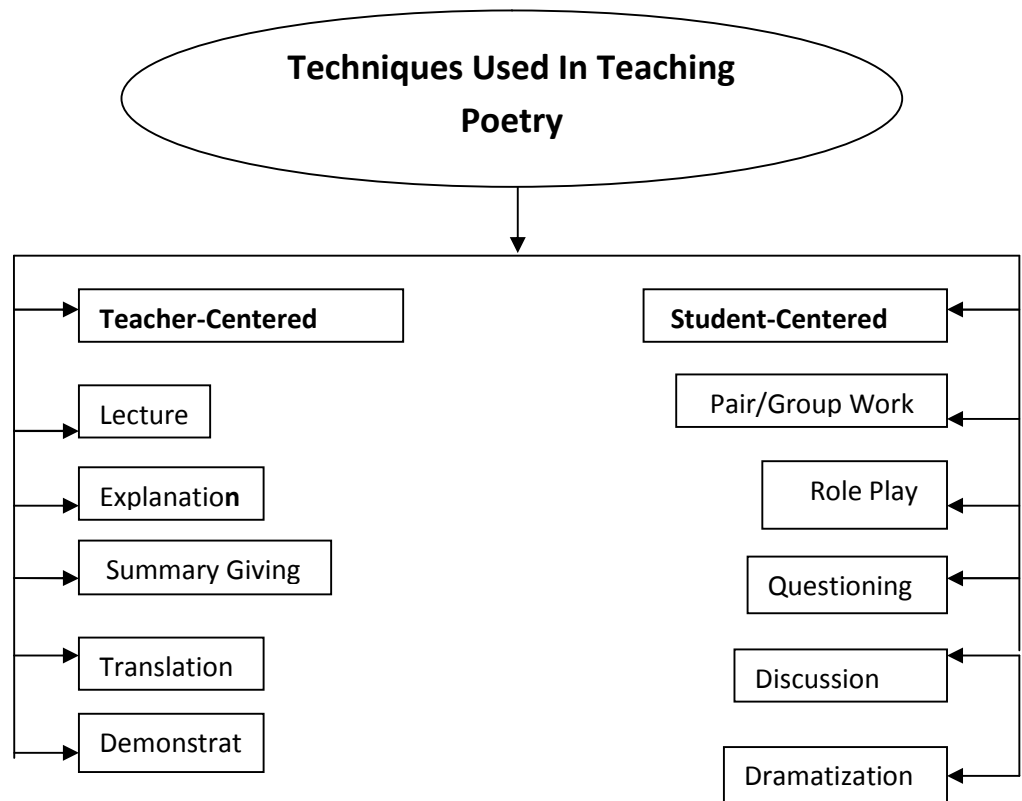 Techniques Used In Teaching
Poetry
Teacher-Centered
Lecture
Explanation
Summary Giving
Translation
Demonstrat
Student-Centered
Pair/Group Work
Role Play
Questioning
Discussion
Dramatization